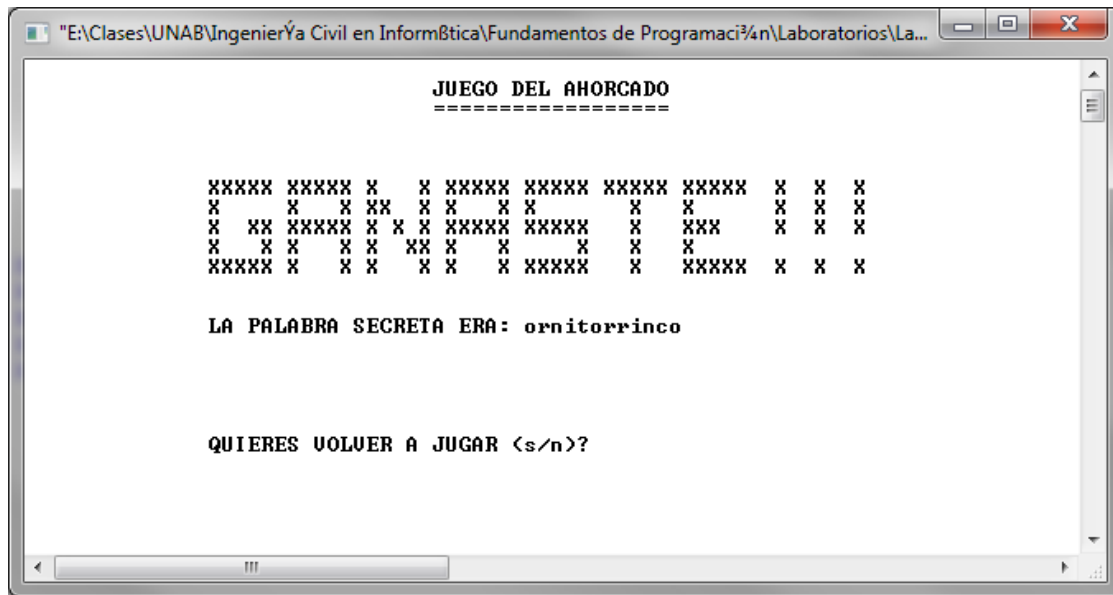 "E:\Clases\UNAB\IngenierÝa Civil en Informßtica\Fundamentos de Programaci¾n\Laboratorios\La...
JUEGO DEL AHORCADO
==================
XXXXX XXXXX X   X XXXXX XXXXX XXXXX XXXXX  X  X  X
X     X   X XX  X X   X X       X   X      X  X  X
X  XX XXXXX X X X XXXXX XXXXX   X   XXX    X  X  X
X   X X   X X  XX X   X     X   X   X
XXXXX X   X X   X X   X XXXXX   X   XXXXX  X  X  X
LA PALABRA SECRETA ERA: ornitorrinco
QUIERES VOLVER A JUGAR (s/n)?